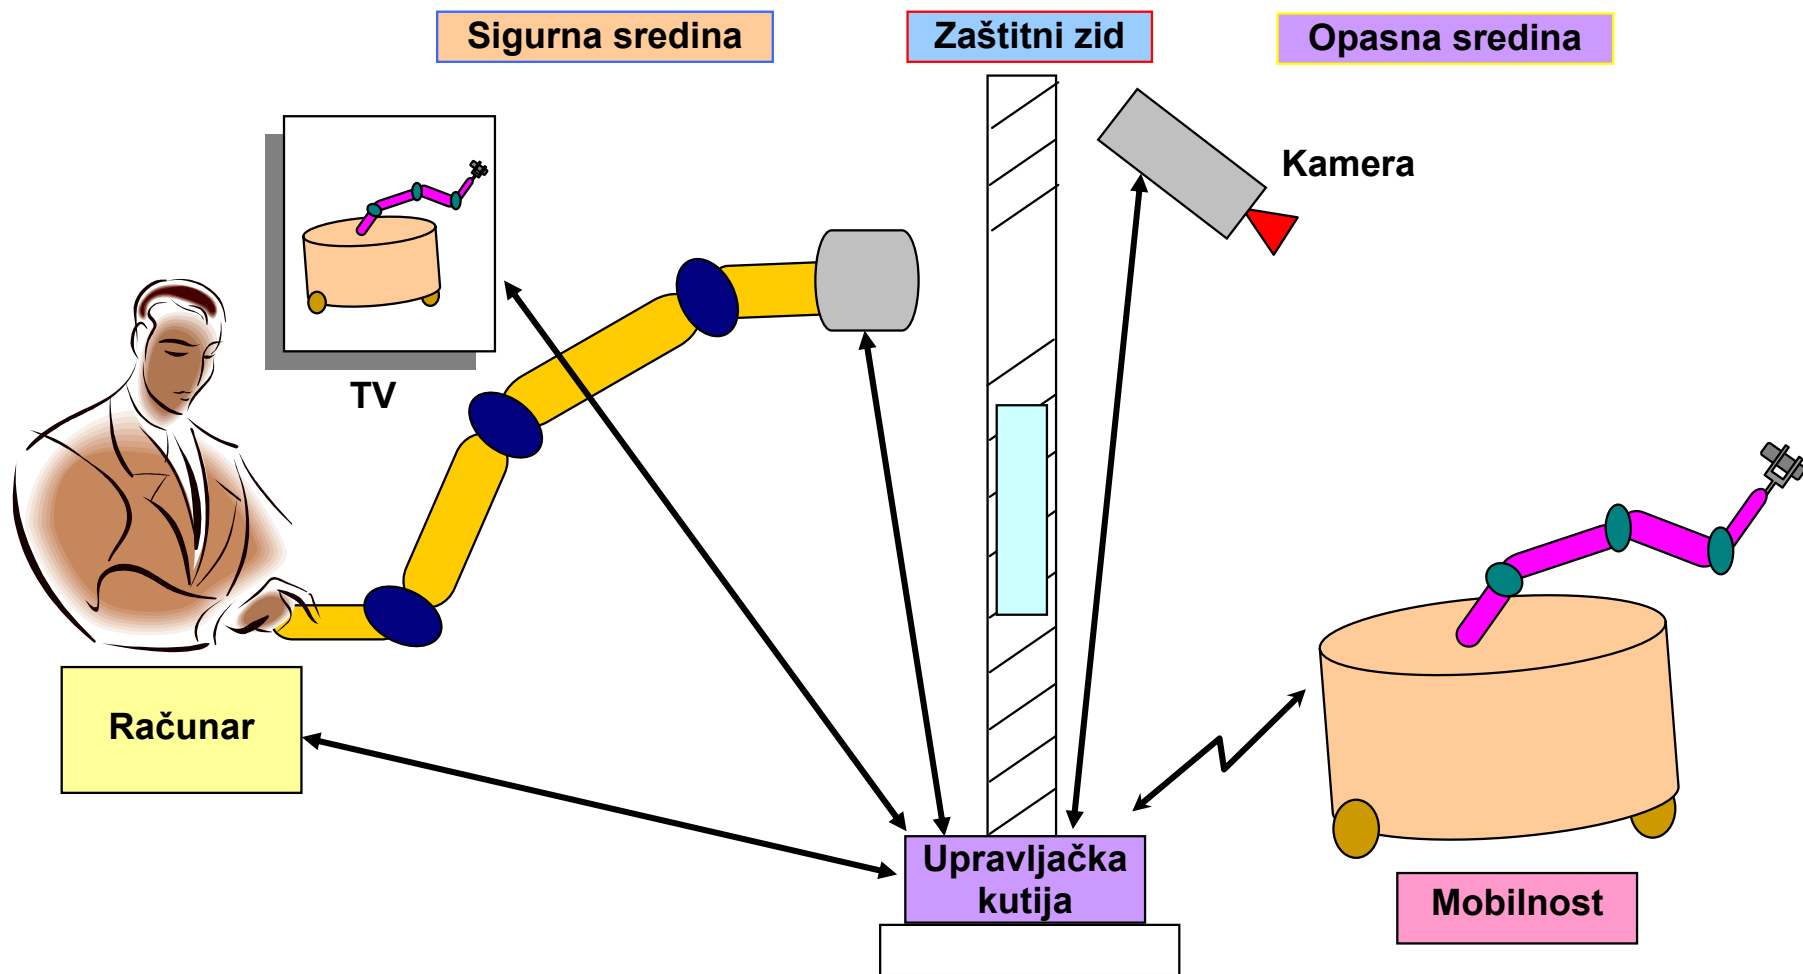 Sigurna sredina
Zaštitni zid
Opasna sredina
Kamera
TV
Računar
Upravljačka
kutija
Mobilnost